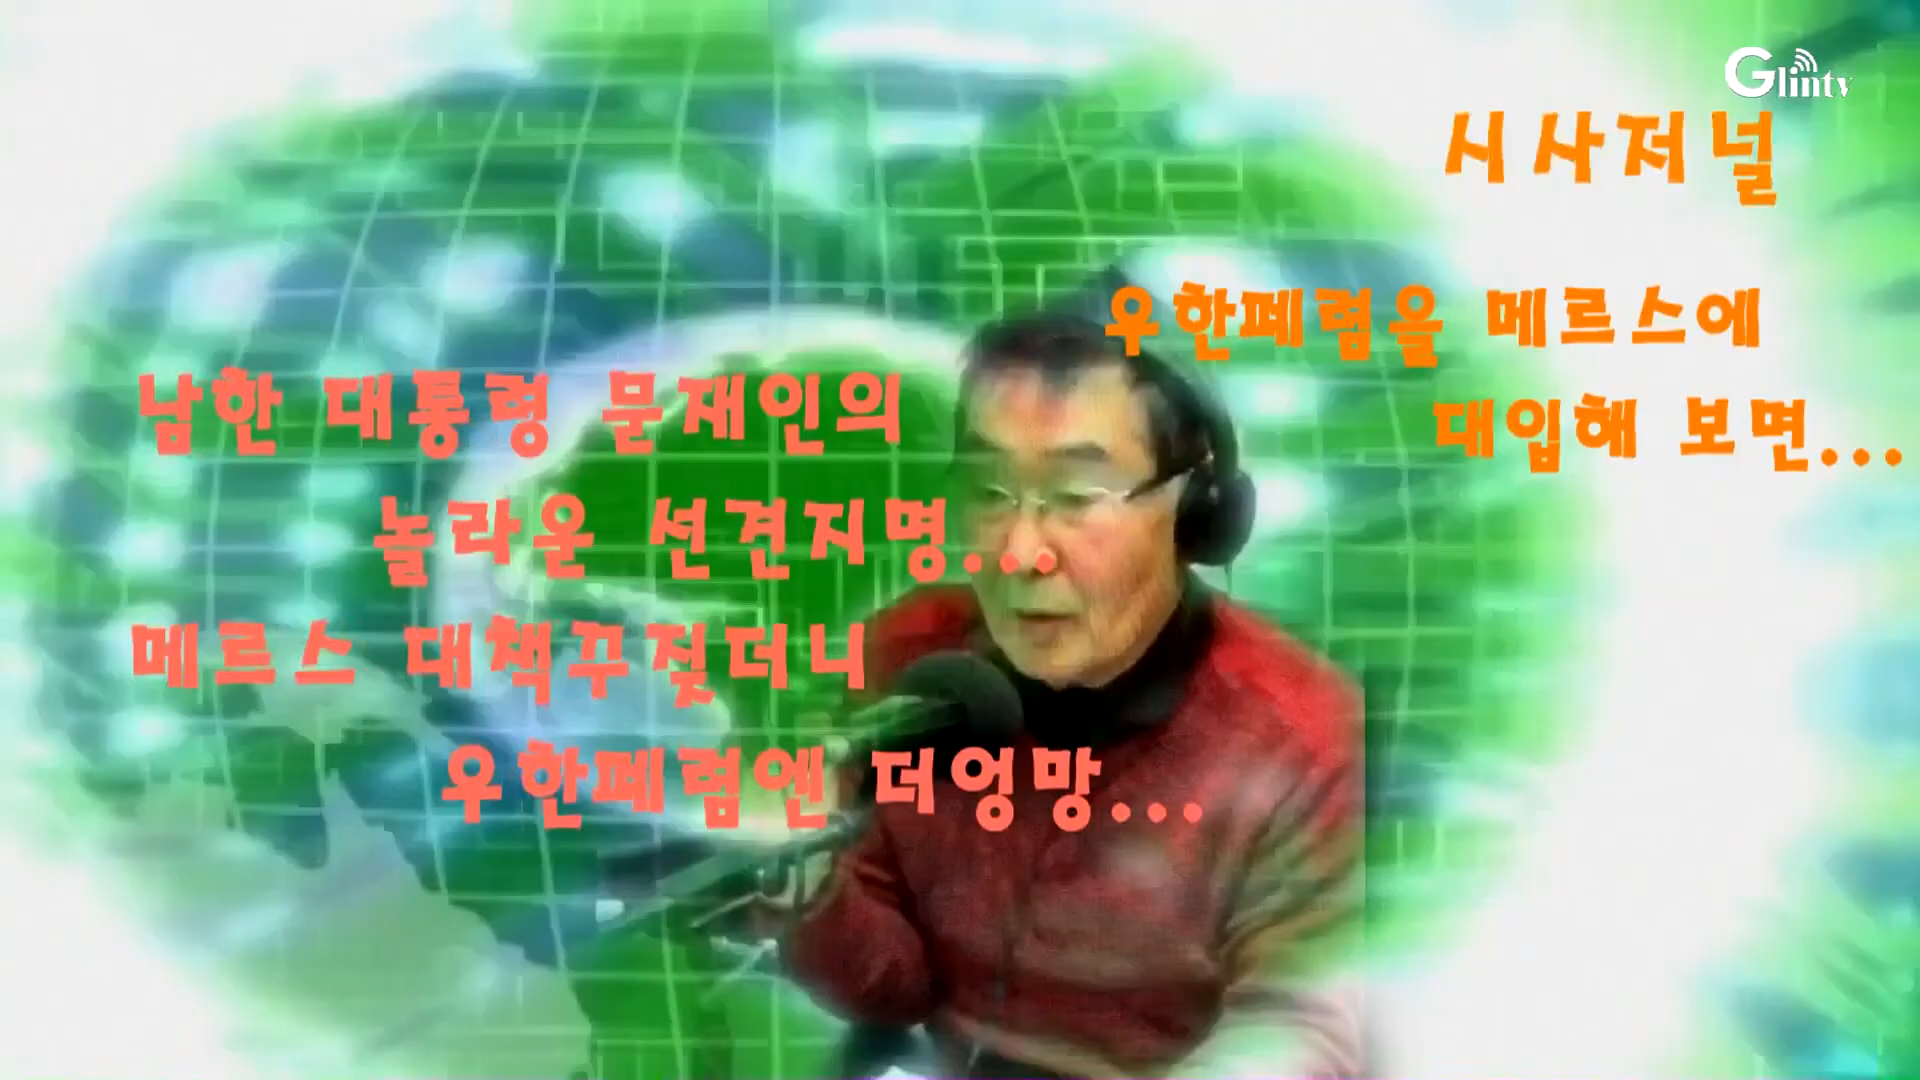 Glintv
시사저널
우한폐렴을 메르스에
대입해 보면...
남한 대통령 문재인의
놀라운 선견지명...
메르스 대책꾸짖더니
우한폐렴엔 더엉망...